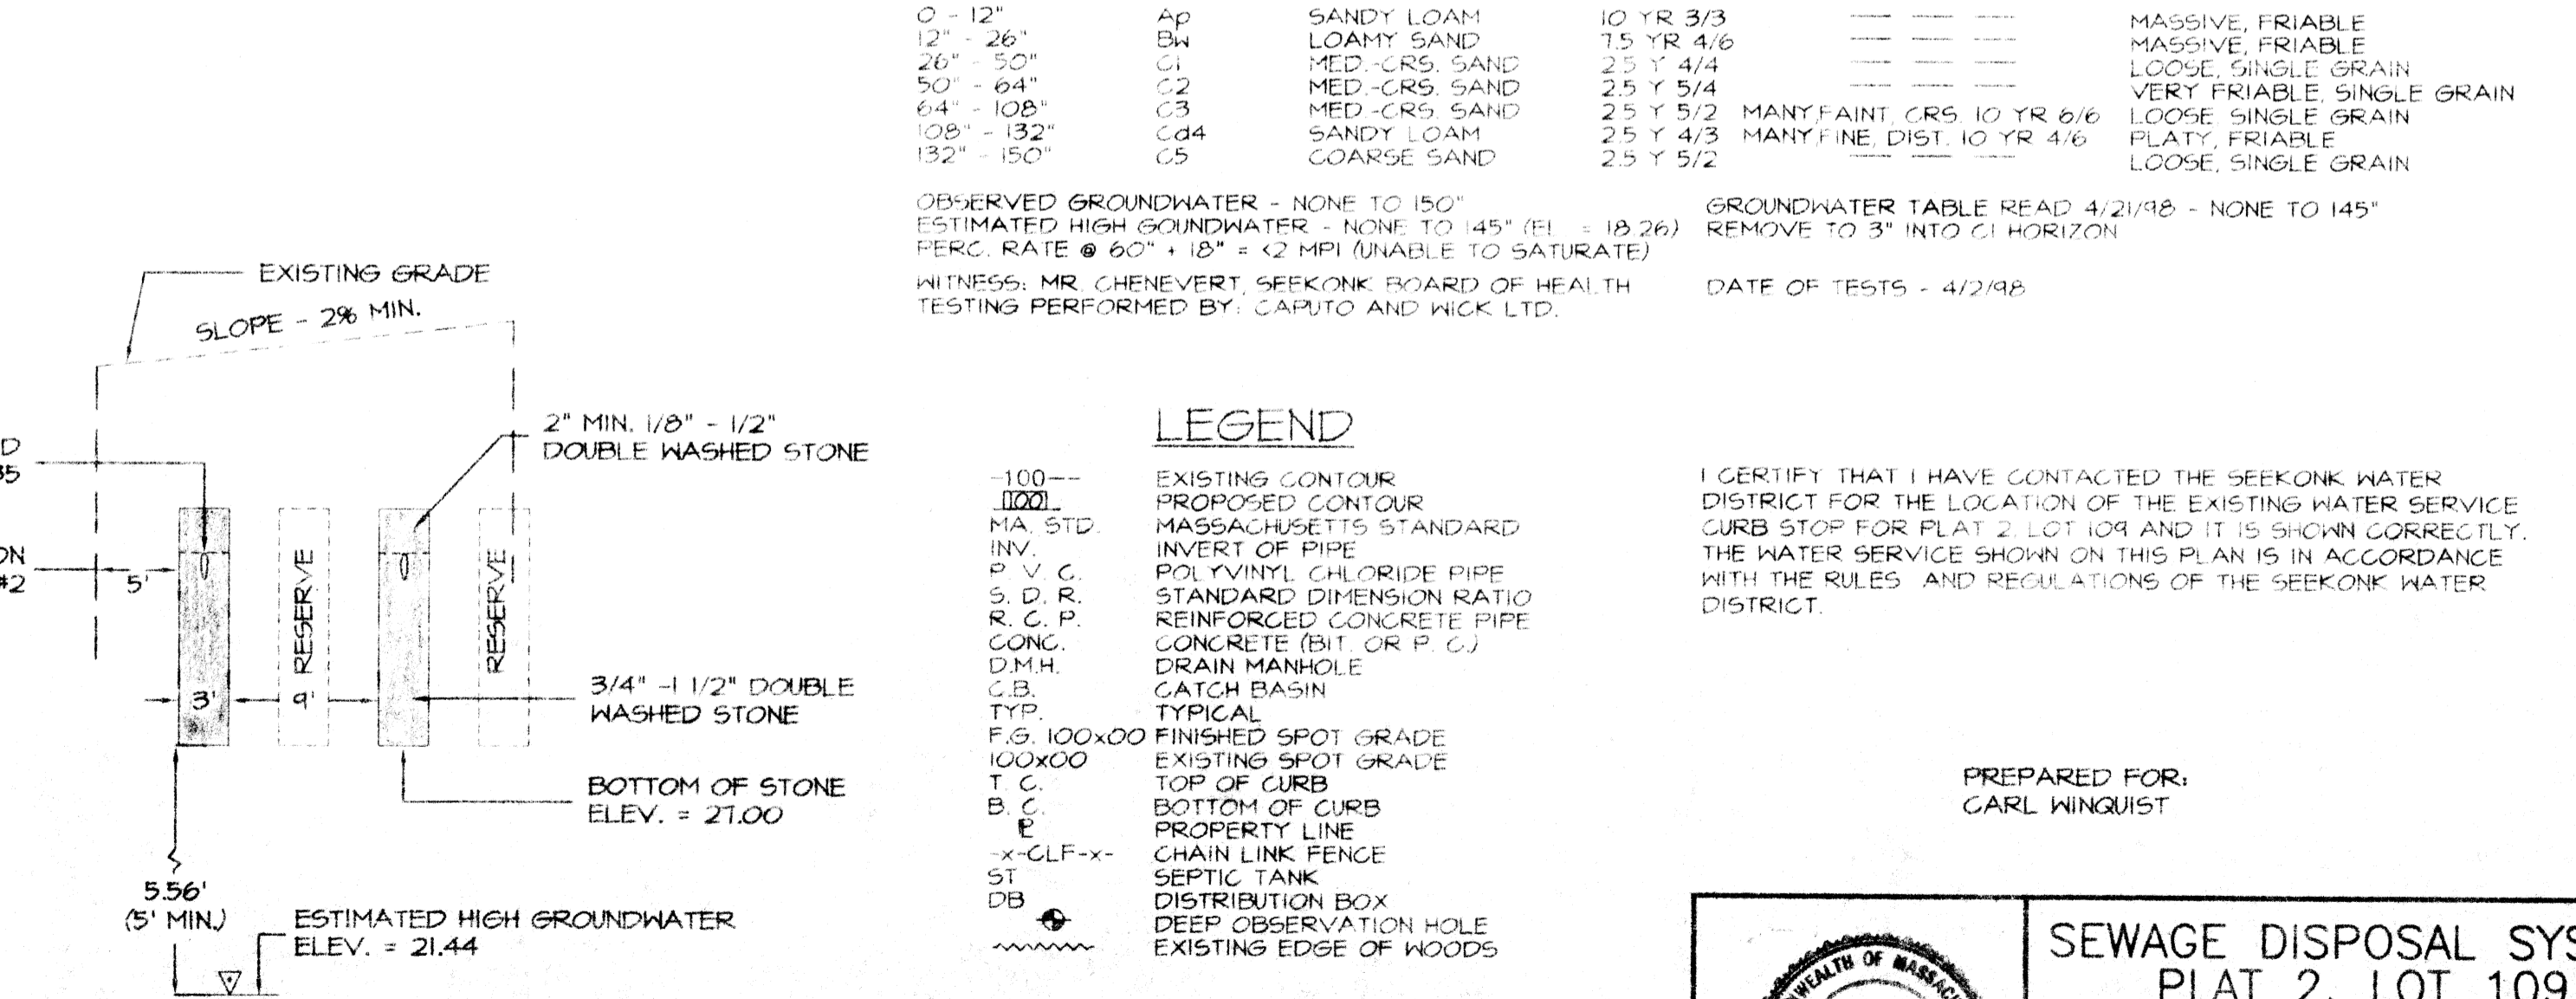 0 - 12" Ap SANDY LOAM 10 YR 3/3 — — — MASSIVE, FRIABLE
12" - 26" Bw LOAMY SAND 7.5 YR 4/6 — — — MASSIVE, FRIABLE
26" - 50" C1 MED.-CRS. SAND 2.5 Y 4/4 — — — LOOSE, SINGLE GRAIN
50" - 64" C2 MED.-CRS. SAND 2.5 Y 5/4 — — — VERY FRIABLE, SINGLE GRAIN
64" - 108" C3 MED.-CRS. SAND 2.5 Y 5/2 MANY,FAINT, CRS. 10 YR 6/6 LOOSE, SINGLE GRAIN
108" - 132" Cd4 SANDY LOAM 2.5 Y 4/3 MANY,FINE, DIST. 10 YR 4/6 PLATY, FRIABLE
132" - 150" C5 COARSE SAND 2.5 Y 5/2 — — — LOOSE, SINGLE GRAIN
OBSERVED GROUNDWATER - NONE TO 150"
ESTIMATED HIGH GOUNDWATER - NONE TO 145" (EL = 18.26)
PERC. RATE @ 60" + 18" = <2 MPI (UNABLE TO SATURATE)
GROUNDWATER TABLE READ 4/21/98 - NONE TO 145"
REMOVE TO 3" INTO C1 HORIZON
WITNESS: MR. CHENEVERT, SEEKONK BOARD OF HEALTH
TESTING PERFORMED BY: CAPUTO AND WICK LTD.
DATE OF TESTS - 4/2/98
EXISTING GRADE
SLOPE - 2% MIN.
2" MIN. 1/8" - 1/2"
DOUBLE WASHED STONE
5'
RESERVE
RESERVE
3'
9'
3/4" -1 1/2" DOUBLE
WASHED STONE
BOTTOM OF STONE
ELEV. = 27.00
5.56'
(5' MIN.)
ESTIMATED HIGH GROUNDWATER
ELEV. = 21.44
#2
LEGEND
-100-- EXISTING CONTOUR
100 PROPOSED CONTOUR
MA. STD. MASSACHUSETTS STANDARD
INV. INVERT OF PIPE
P. V. C. POLYVINYL CHLORIDE PIPE
S. D. R. STANDARD DIMENSION RATIO
R. C. P. REINFORCED CONCRETE PIPE
CONC. CONCRETE (BIT. OR P. C.)
D.M.H. DRAIN MANHOLE
C.B. CATCH BASIN
TYP. TYPICAL
F.G. 100x00 FINISHED SPOT GRADE
100x00 EXISTING SPOT GRADE
T. C. TOP OF CURB
B. C. BOTTOM OF CURB
PROPERTY LINE
-x-CLF-x- CHAIN LINK FENCE
ST SEPTIC TANK
DB DISTRIBUTION BOX
DEEP OBSERVATION HOLE
EXISTING EDGE OF WOODS
I CERTIFY THAT I HAVE CONTACTED THE SEEKONK WATER
DISTRICT FOR THE LOCATION OF THE EXISTING WATER SERVICE
CURB STOP FOR PLAT 2, LOT 109 AND IT IS SHOWN CORRECTLY.
THE WATER SERVICE SHOWN ON THIS PLAN IS IN ACCORDANCE
WITH THE RULES AND REGULATIONS OF THE SEEKONK WATER
DISTRICT.
PREPARED FOR:
CARL WINQUIST
SEWAGE DISPOSAL SYS
PLAT 2, LOT 109
WEALTH OF MASSAC